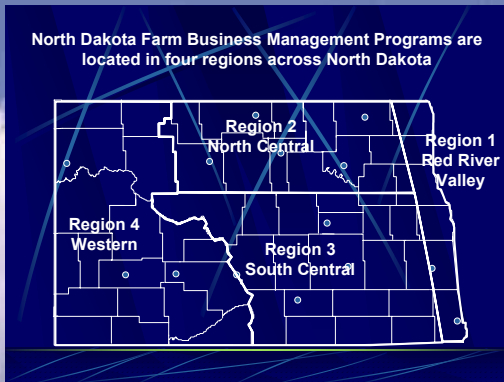 North Dakota Farm Business Management Programs are
located in four regions across North Dakota
Region 2
North Central
Region 1
Red River
Valley
Region 4
Western
Region 3
South Central